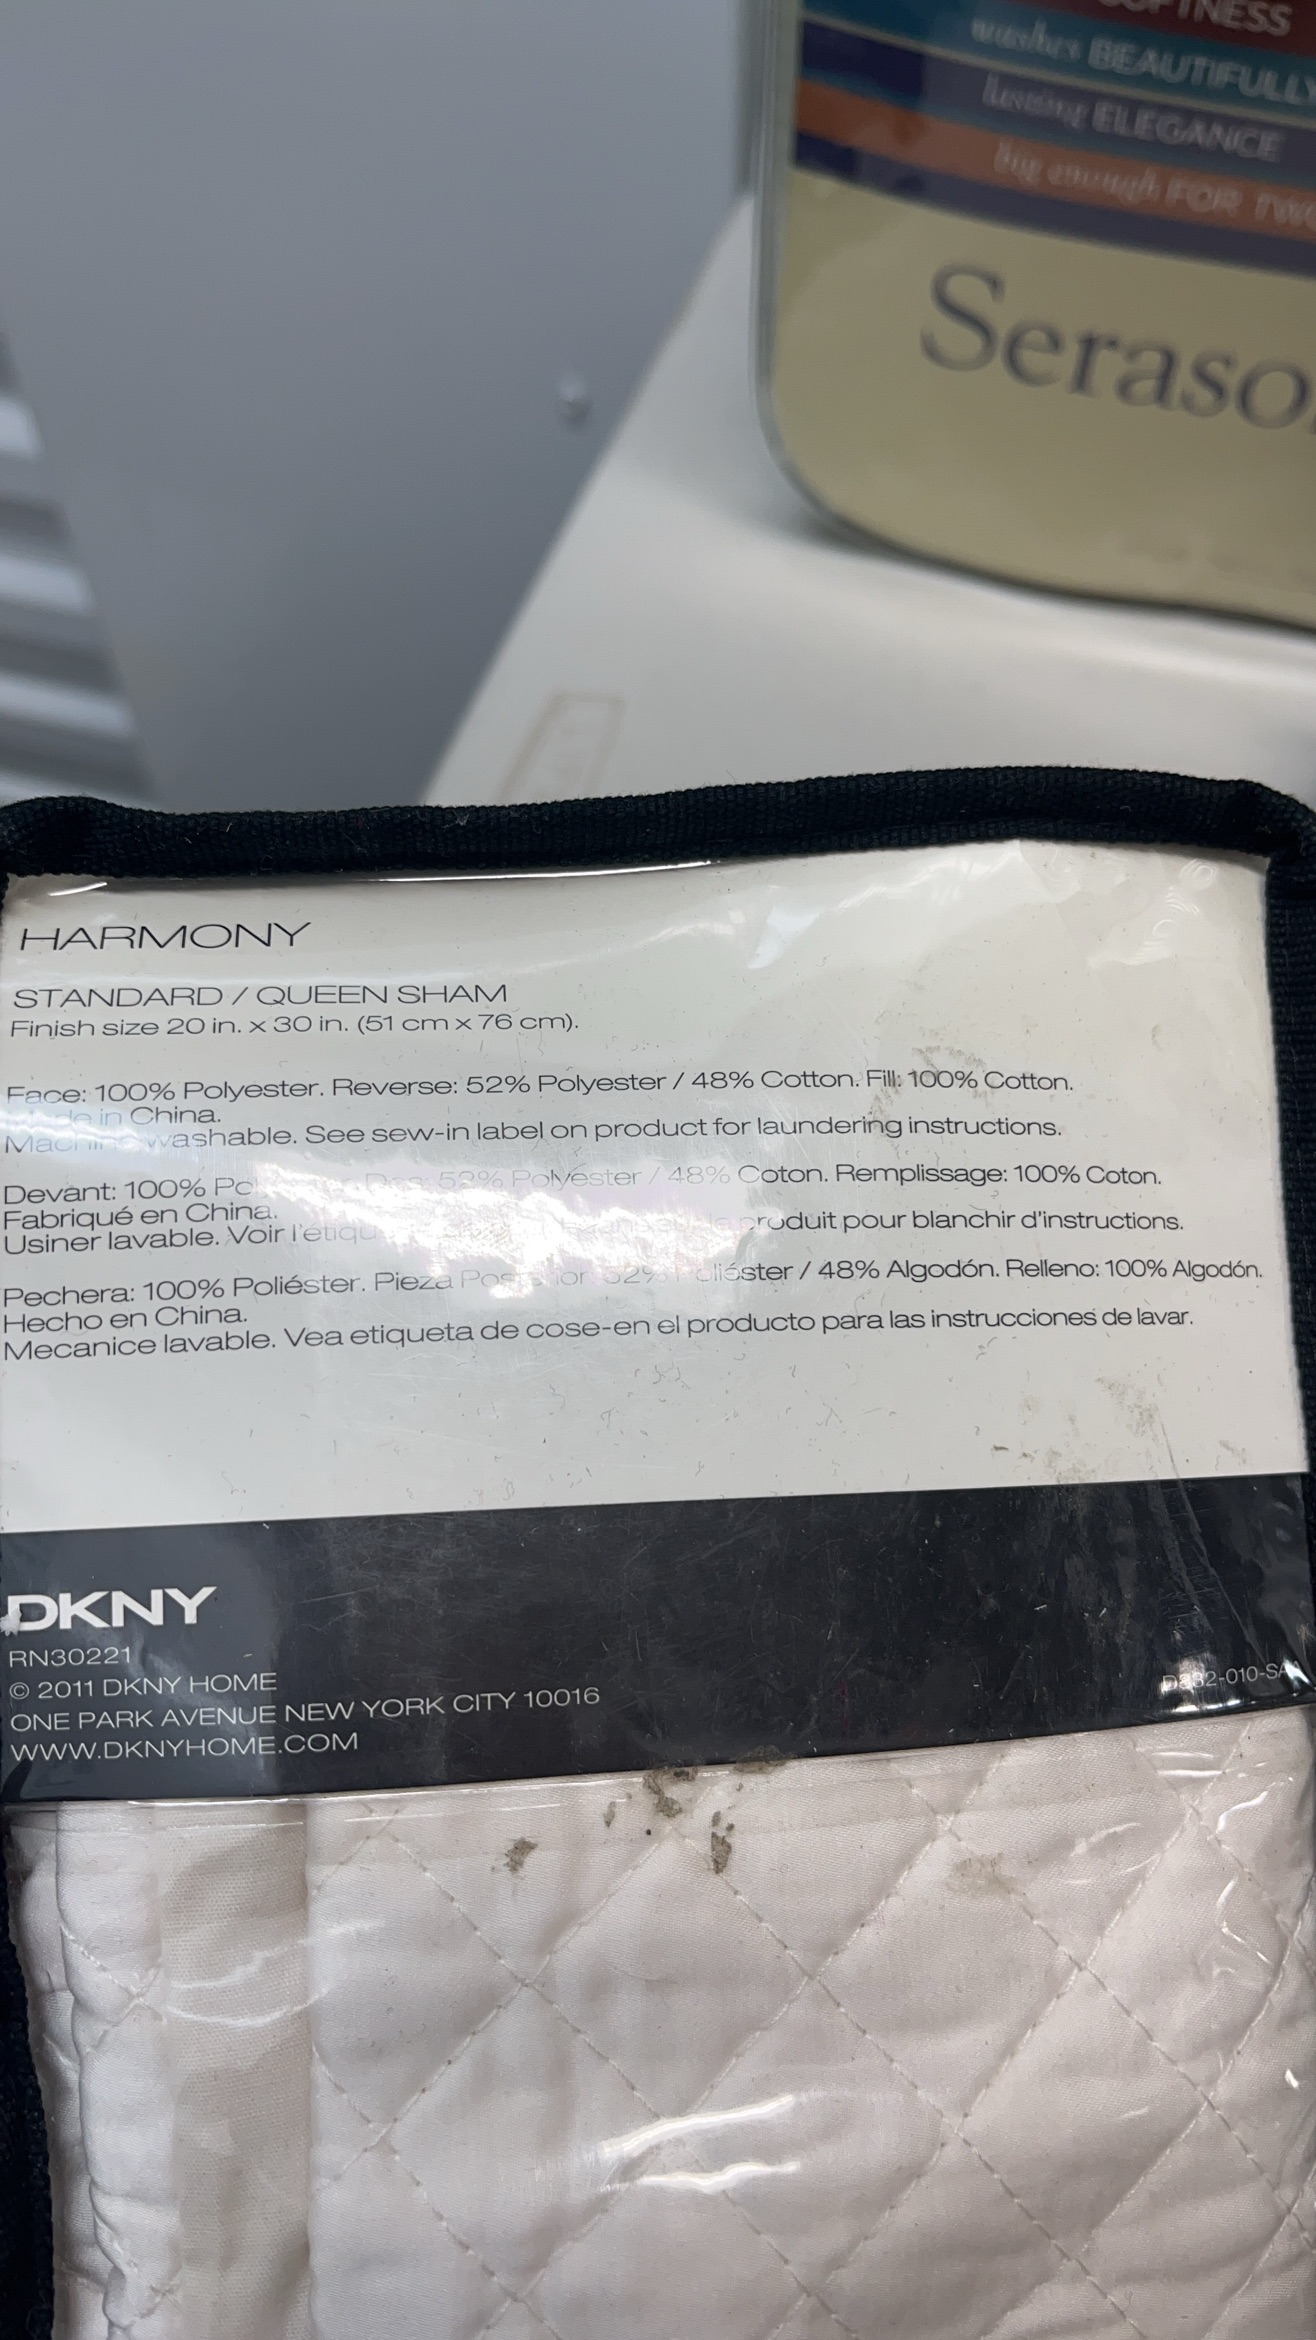 washes BEAUTIFULLY
lasting ELEGANCE
big enough FOR TWO
HARMONY
STANDARD / QUEEN SHAM
Finish size 20 in. x 30 in. (51 cm x 76 cm).
Face: 100% Polyester. Reverse: 52% Polyester / 48% Cotton. Fill: 100% Cotton.
Made in China.
Machine washable. See sew-in label on product for laundering instructions.
Devant: 100% 52% Polyester / 48% Coton. Remplissage: 100% Coton.
Fabriqué en China.
Usiner lavable. Voir produit pour blanchir d'instructions.
Pechera: 100% Poliéster. Pieza Posterior 52% Poliéster / 48% Algodón. Relleno: 100% Algodón.
Hecho en China.
Mecanice lavable. Vea etiqueta de cose-en el producto para las instrucciones de lavar.
DKNY
RN30221
© 2011 DKNY HOME
ONE PARK AVENUE NEW YORK CITY 10016
WWW.DKNYHOME.COM